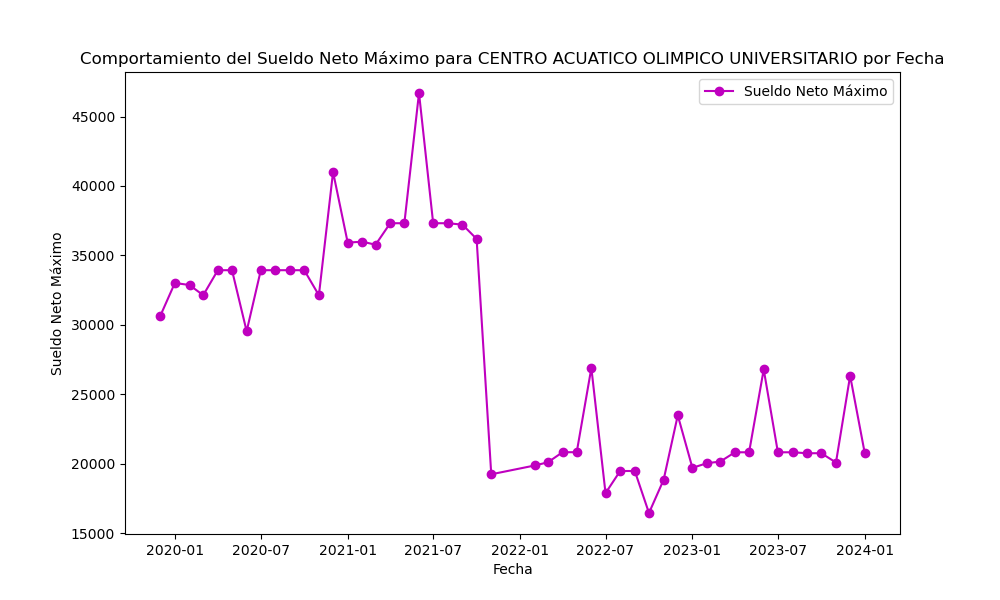 Comportamiento del Sueldo Neto Máximo para CENTRO ACUATICO OLIMPICO UNIVERSITARIO por Fecha
Sueldo Neto Máximo
45000
40000
35000
30000
25000
20000
15000
Sueldo Neto Máximo
2020-01 2020-07 2021-01 2021-07 2022-01 2022-07 2023-01 2023-07 2024-01
Fecha